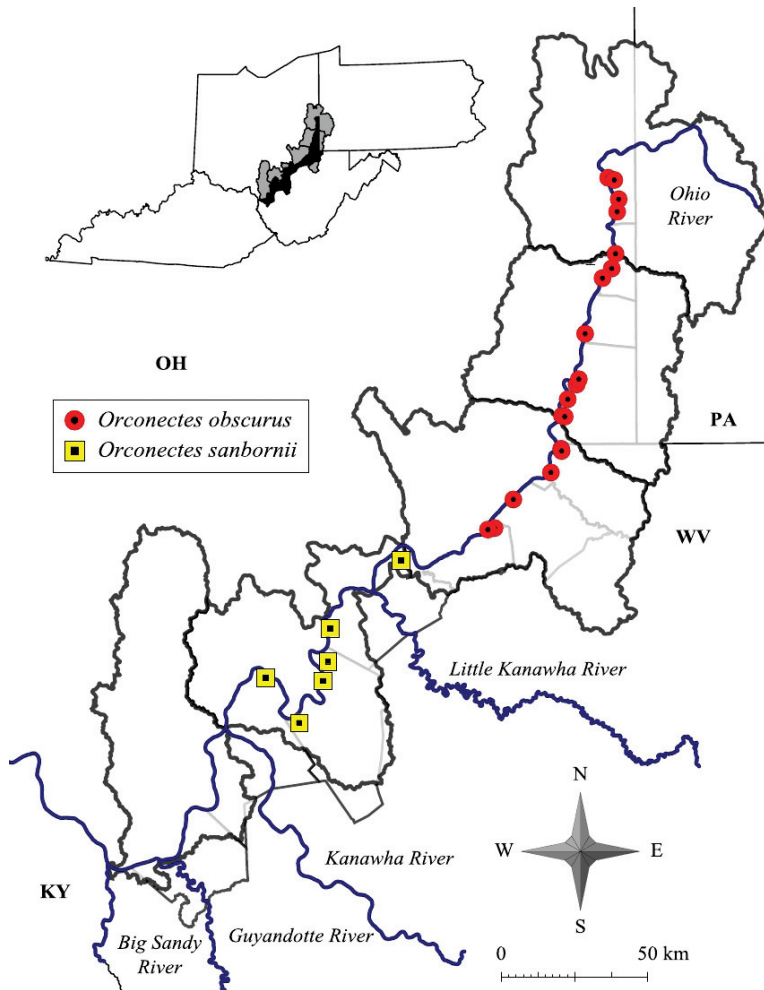 Ohio
River
OH
Orconectes obscurus
Orconectes sanbornii
PA
WV
Little Kanawha River
N
W
E
S
Kanawha River
KY
Big Sandy
River
Guyandotte River
0
50 km